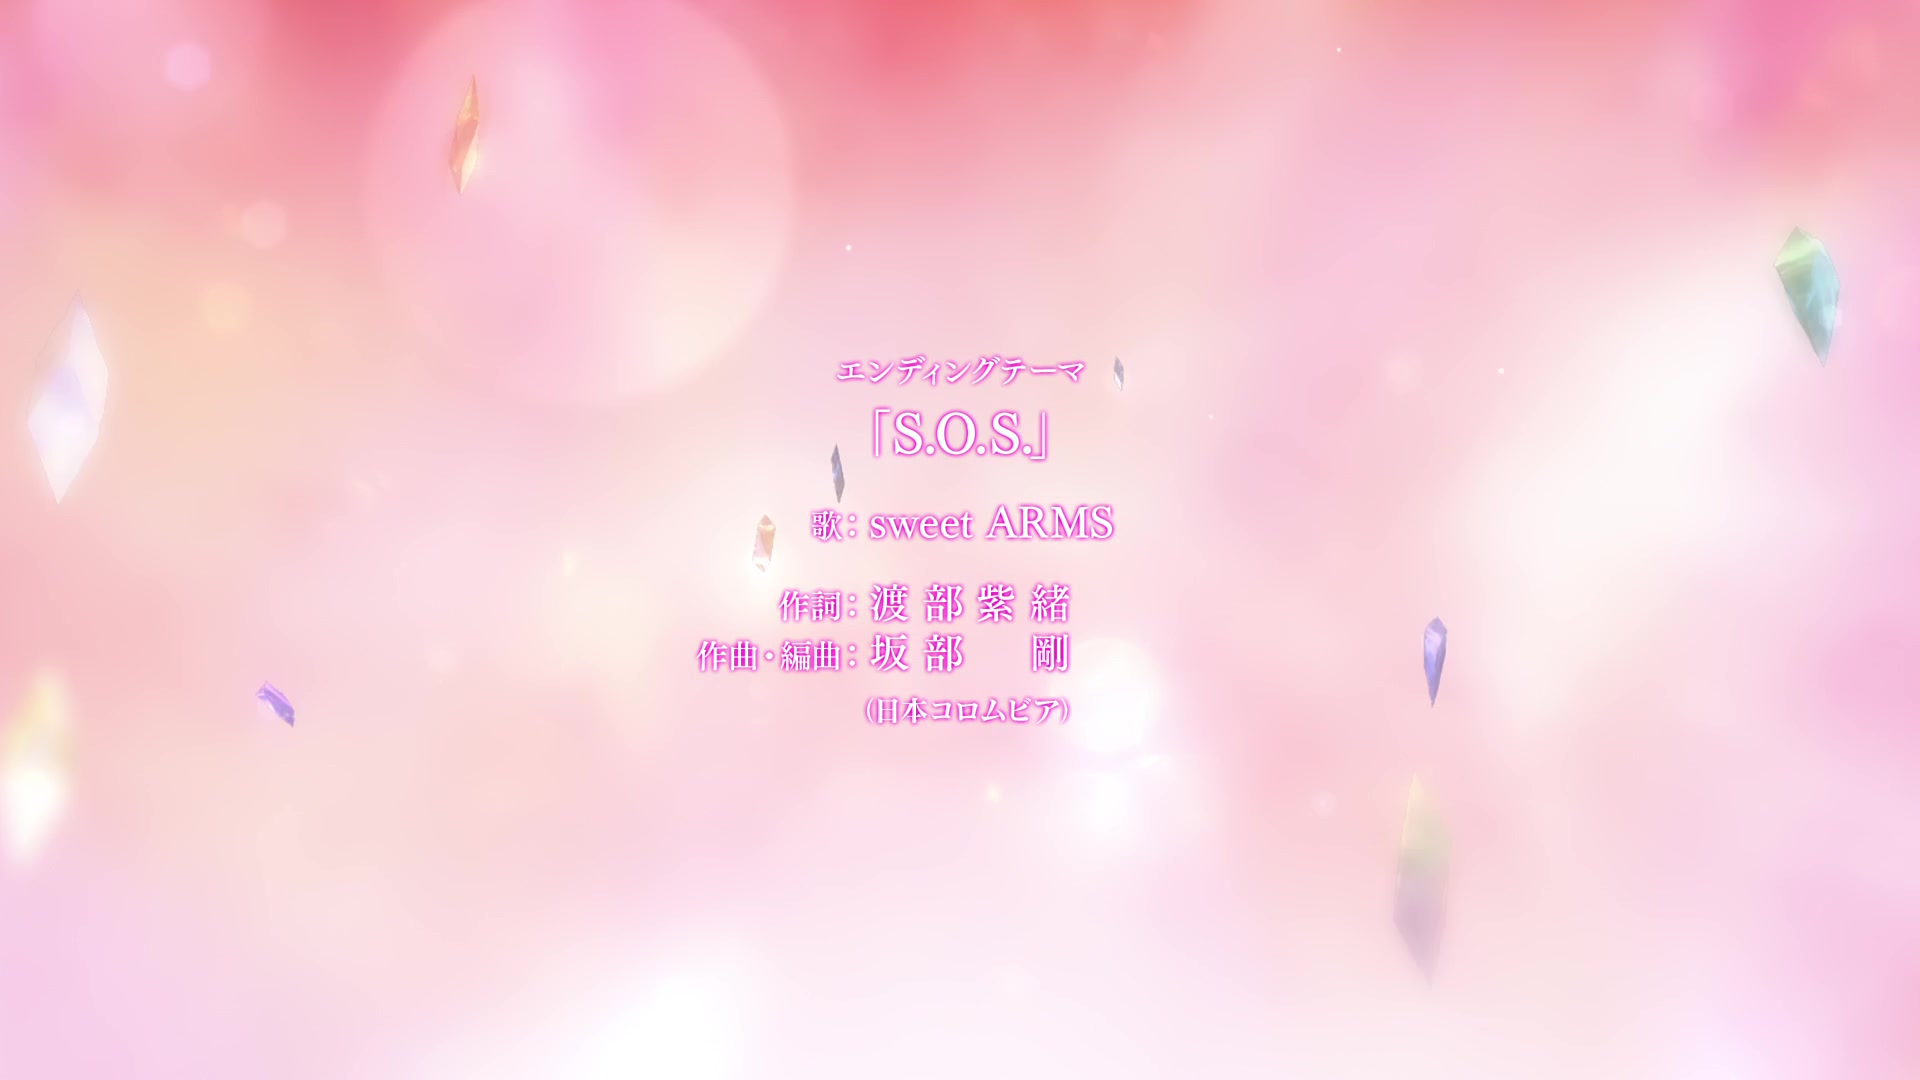 エンディングテーマ
「S.O.S.」
歌：sweet ARMS
作詞：渡部紫緒
作曲・編曲：坂部　剛
（日本コロムビア）